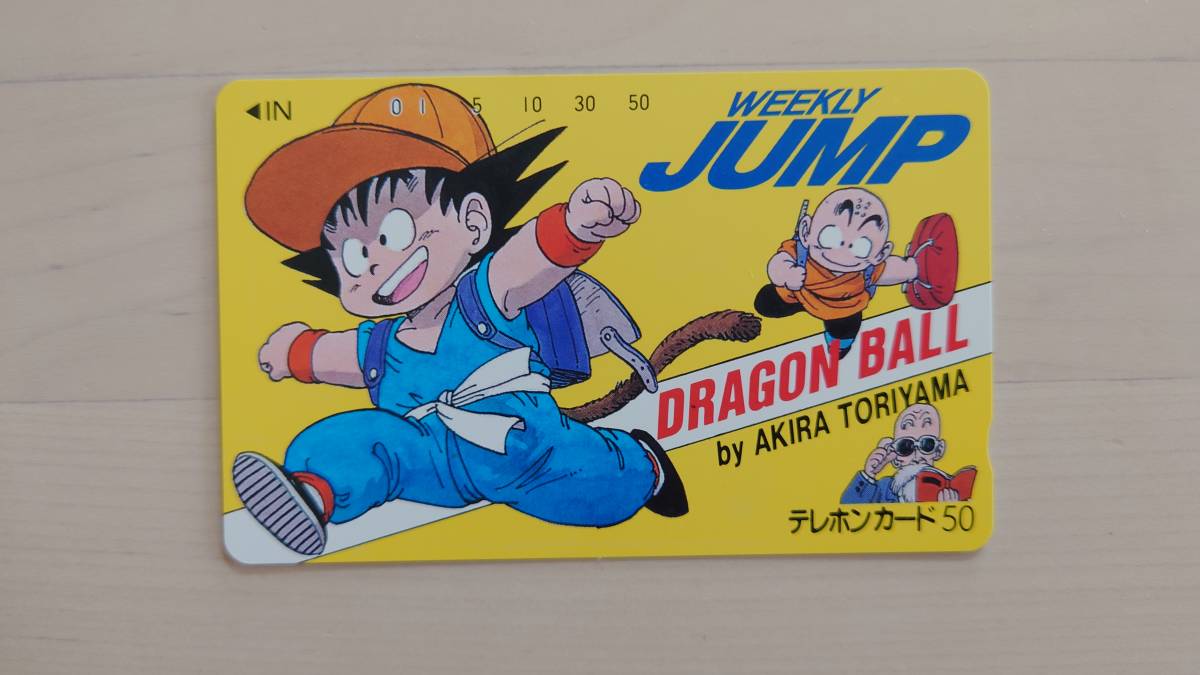 ◀IN 01 5 10 30 50
WEEKLY
JUMP
DRAGON BALL
by AKIRA TORIYAMA
テレホンカード50